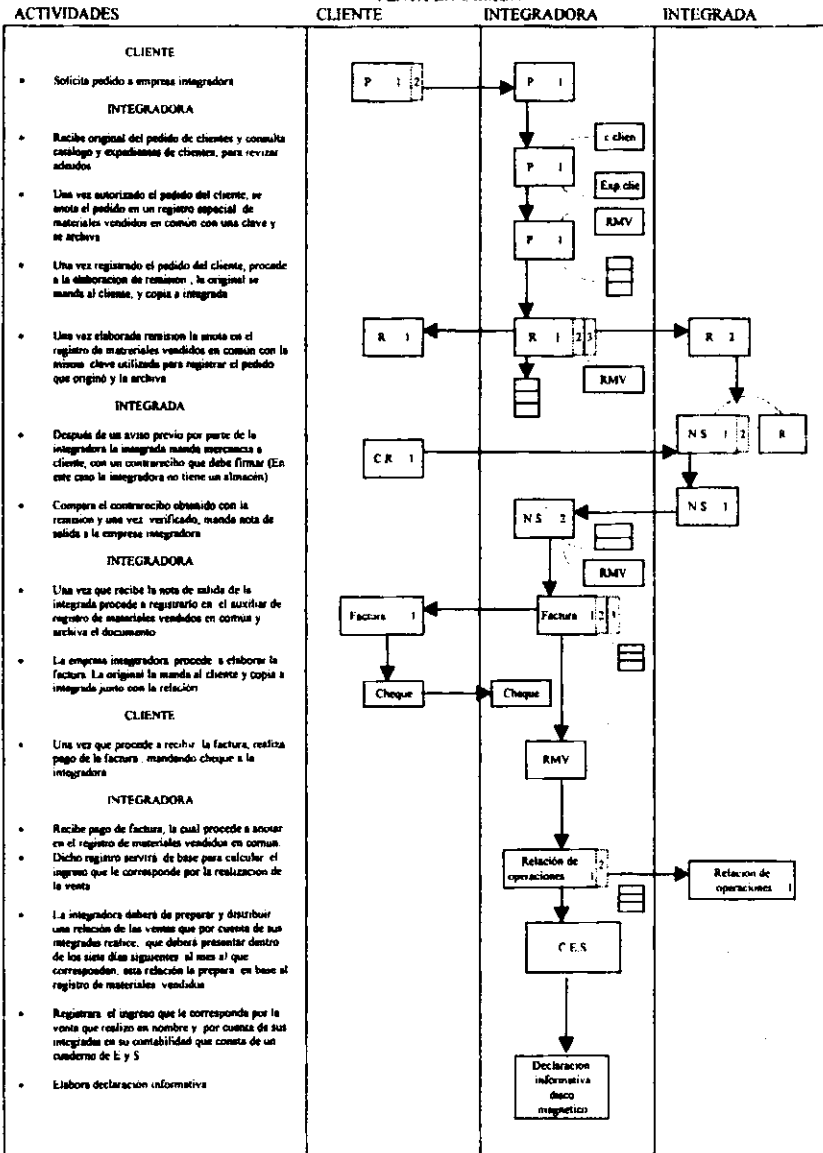 ACTIVIDADES CLIENTE INTEGRADORA INTEGRADA
CLIENTE
• Solicita pedido a empresa integradora
INTEGRADORA
• Recibe original del pedido de clientes y consulta
catalogo y expedientes de clientes, para revizar
adeudos
• Una vez autorizado el pedido del cliente, se
anota el pedido en un registro especial de
materiales vendidos en común con una clave y
se archiva
• Una vez registrado el pedido del cliente, procede
a la elaboracion de remision , la original se
manda al cliente, y copia a integrada
• Una vez elaborada remision la anota en el
registro de matreriales vendidos en común con la
misma clave utilizada para registrar el pedido
que originó y la archiva
INTEGRADA
• Después de un aviso previo por parte de la
integradora la integrada manda mercancia a
cliente, con un contrarecibo que debe firmar (En
este caso la integradora no tiene un almacén)
• Compara el contrarecibo obtenido con la
remision y una vez verificado, manda nota de
salida a la empresa integradora
INTEGRADORA
• Una vez que recibe la nota de salida de la
integrada procede a registrarlo en el auxiliar de
registro de materiales vendidos en común y
archiva el documento
• La empresa integradora procede a elaborar la
factura. La original la manda al cliente y copia a
integrada junto con la relación
CLIENTE
• Una vez que procede a recibir la factura, realiza
pago de la factura , mandando cheque a la
integradora
INTEGRADORA
• Recibe pago de factura, la cual procede a anotar
en el registro de materiales vendidos en comun.
• Dicho registro servirá de base para calcular el
ingreso que le corresponde por la realizacion de
la venta
• La integradora deberá de preparar y distribuir
una relación de las ventas que por cuenta de sus
integradas realice, que deberá presentar dentro
de los siete días siguientes al mes al que
correspondan, esta relación la prepara en base al
registro de materiales vendidos
• Registrara el ingreso que le corresponda por la
venta que realizo en nombre y por cuenta de sus
integradas en su contabilidad que consta de un
cuaderno de E y S
• Elabora declaración informativa
P 1 2
P 1
c clien
P 1
Exp.clie
RMV
P 1
R 1
R 1 2 3
R 2
RMV
N S 1 2
R
C R 1
N S 2
N S 1
RMV
Factura 1
Factura 1 2 3
Cheque
Cheque
RMV
Relación de
operaciones 1 2
Relacion de
operaciones 1
C E S
Declaracion
informativa
disco
magnetico